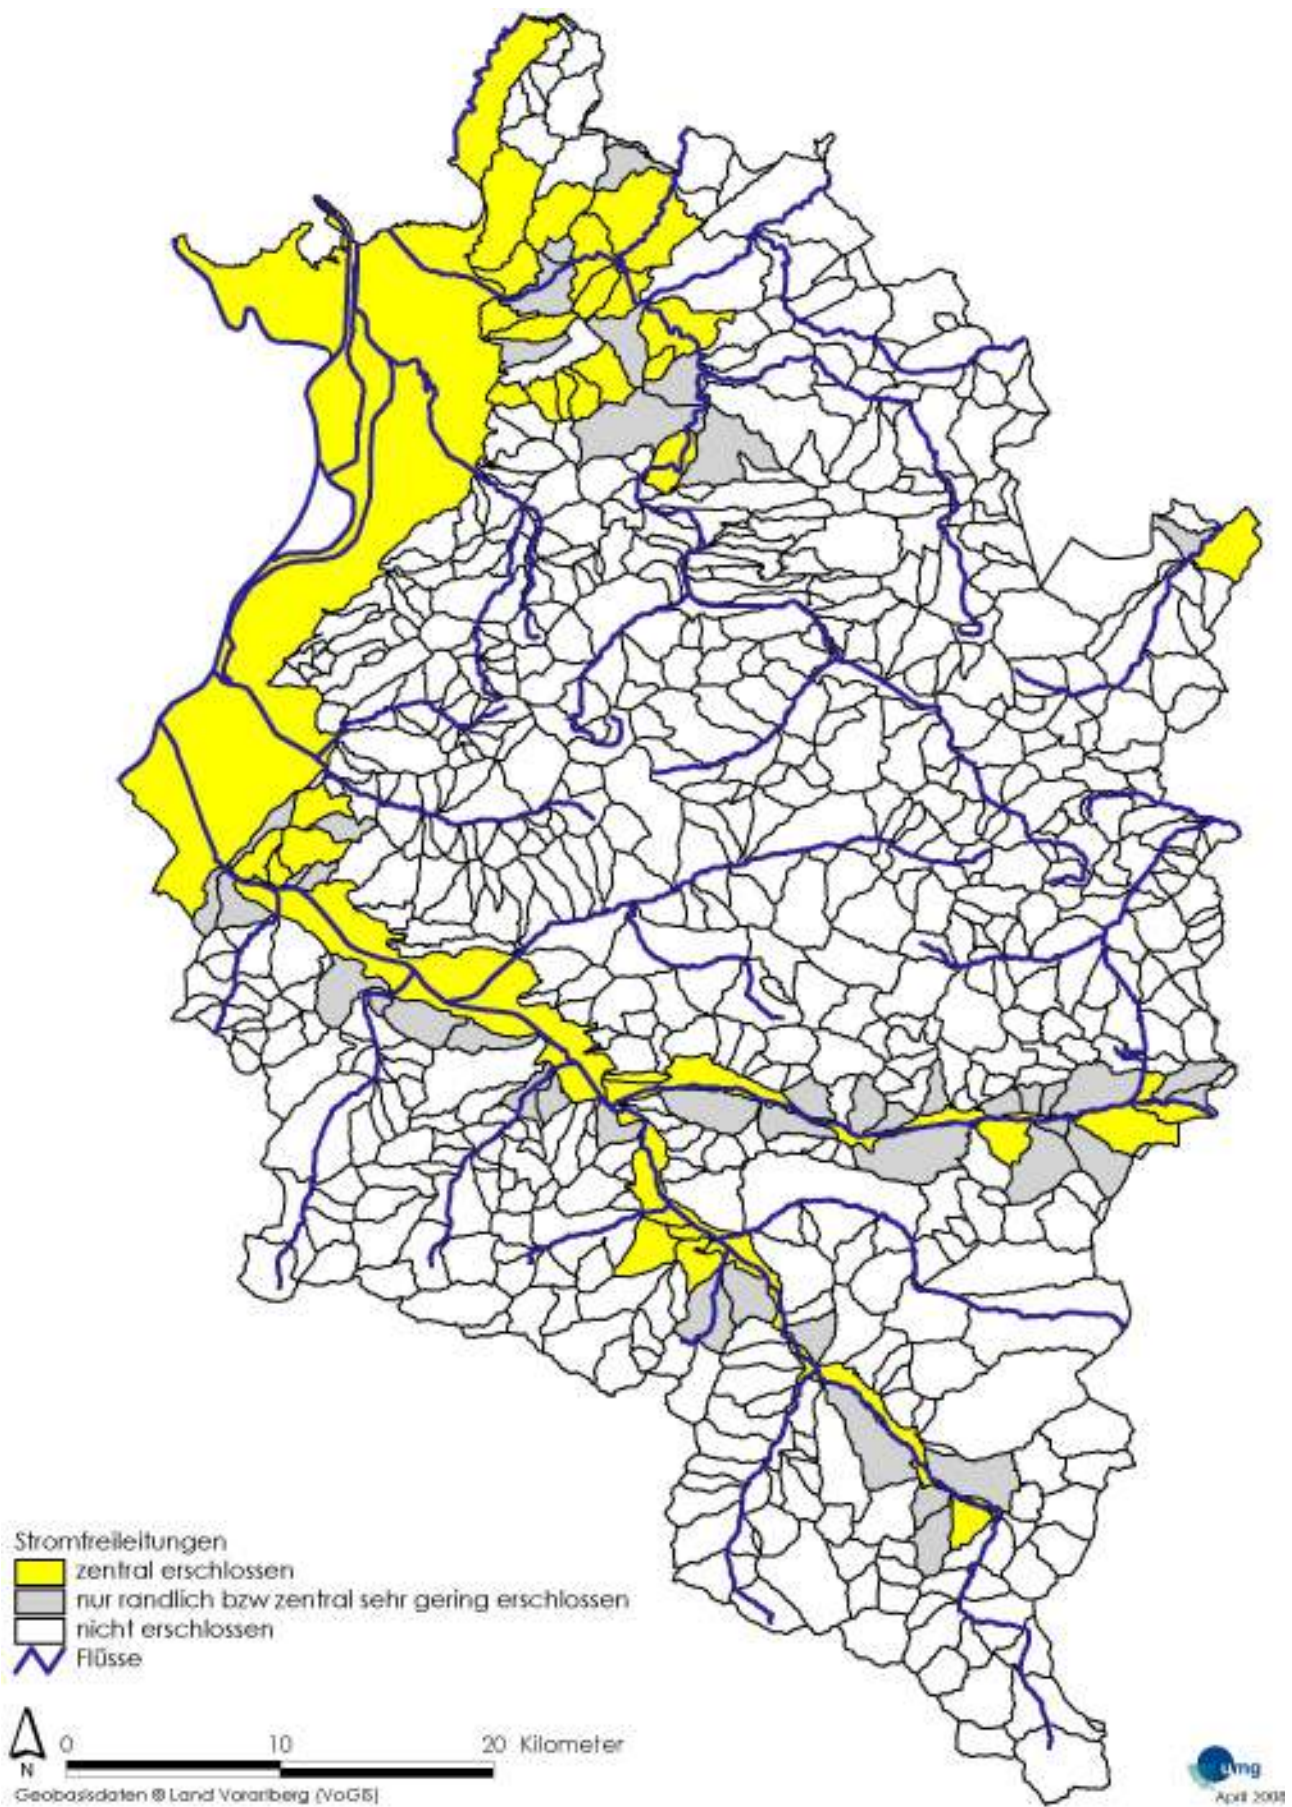 Stromfreileitungen
zentral erschlossen
nur randlich bzw zentral sehr gering erschlossen
nicht erschlossen
Flüsse
0 10 20 Kilometer
N
Geobasisdaten © Land Vorarlberg (VoGIS)
umg
April 2008